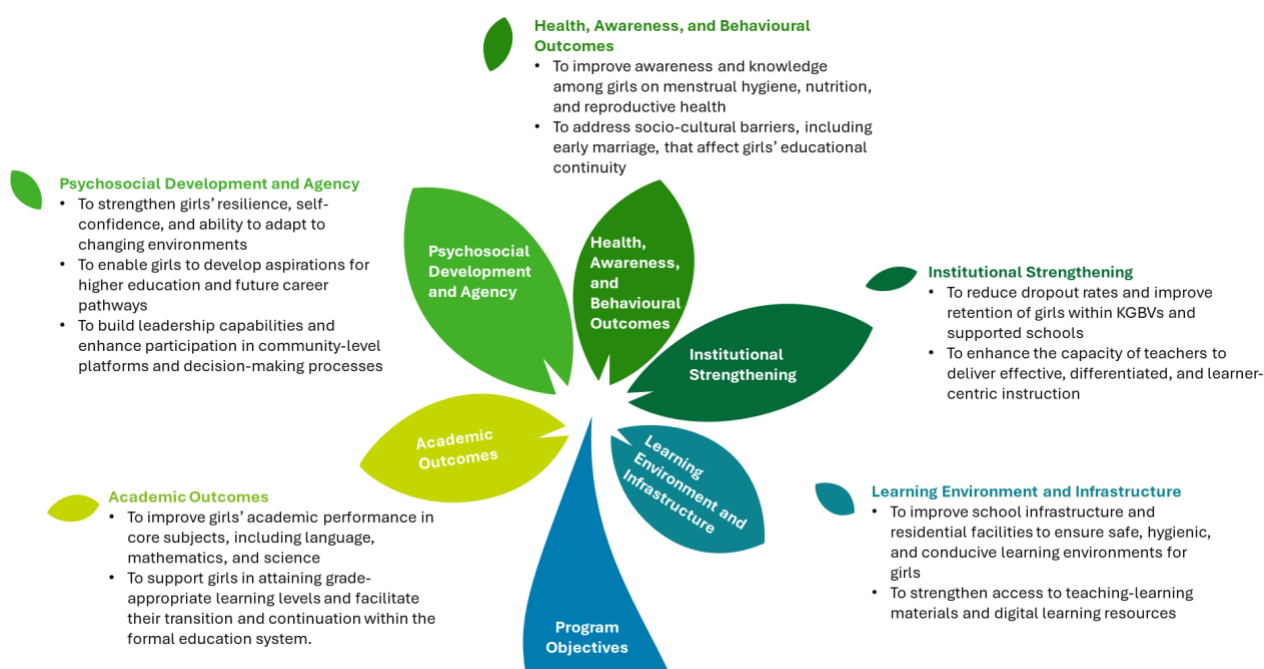 Health, Awareness, and Behavioural
Outcomes
• To improve awareness and knowledge
among girls on menstrual hygiene, nutrition,
and reproductive health
• To address socio-cultural barriers, including
early marriage, that affect girls' educational
continuity
Psychosocial Development and Agency
• To strengthen girls' resilience, self-
confidence, and ability to adapt to
changing environments
• To enable girls to develop aspirations for
higher education and future career
pathways
• To build leadership capabilities and
enhance participation in community-level
platforms and decision-making processes
Psychosocial
Development
and Agency
Health,
Awareness,
and
Behavioural
Outcomes
Institutional
Strengthening
Institutional Strengthening
• To reduce dropout rates and improve
retention of girls within KGBVs and
supported schools
• To enhance the capacity of teachers to
deliver effective, differentiated, and learner-
centric instruction
Academic
Outcomes
Learning
Environment and
Infrastructure
Academic Outcomes
• To improve girls' academic performance in
core subjects, including language,
mathematics, and science
• To support girls in attaining grade-
appropriate learning levels and facilitate
their transition and continuation within the
formal education system.
Learning Environment and Infrastructure
• To improve school infrastructure and
residential facilities to ensure safe, hygienic,
and conducive learning environments for
girls
• To strengthen access to teaching-learning
materials and digital learning resources
Program
Objectives